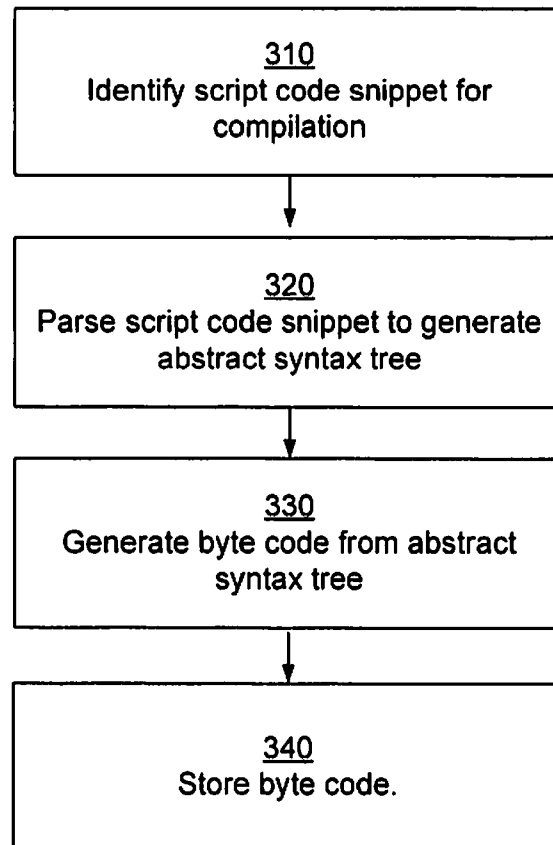 310
Identify script code snippet for
compilation
320
Parse script code snippet to generate
abstract syntax tree
330
Generate byte code from abstract
syntax tree
340
Store byte code.